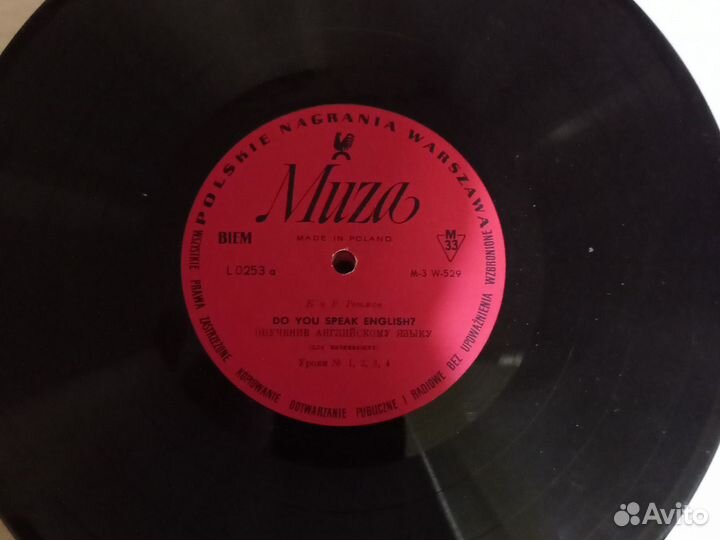 POLSKIE NAGRANIA WARSZAWA
Muza
MADE IN POLAND
BIEM
M
33
L 0253 a
M-3 W-529
DO YOU SPEAK ENGLISH?
ОБУЧЕНИЕ АНГЛИЙСКОМУ ЯЗЫКУ
Уроки № 1, 2, 3, 4
WSZYSTKIE PRAWA ZASTRZEŻONE KOPIOWANIE ODTWARZANIE PUBLICZNE I RADIOWE BEZ UPOWAŻNIENIA WZBRONIONE
Avito